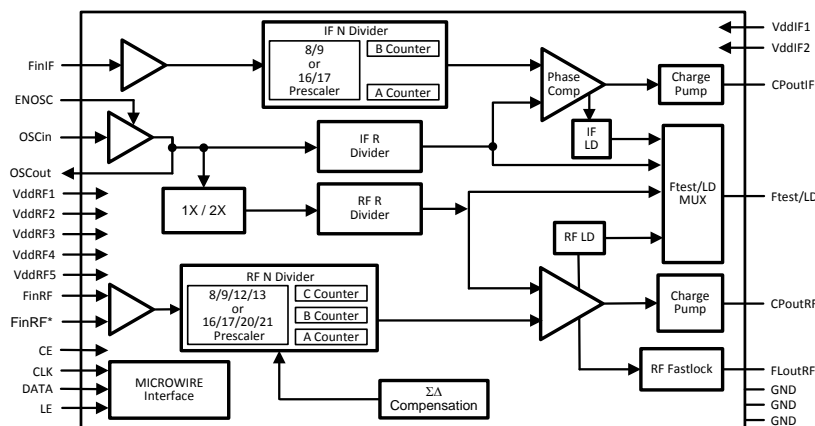 IF N Divider
8/9
or
16/17
Prescaler
B Counter
A Counter
FinIF
ENOSC
OSCin
OSCout
VddRF1
VddRF2
VddRF3
VddRF4
VddRF5
FinRF
FinRF*
CE
CLK
DATA
LE
IF R
Divider
1X / 2X
RF R
Divider
RF N Divider
8/9/12/13
or
16/17/20/21
Prescaler
C Counter
B Counter
A Counter
MICROWIRE
Interface
ΣΔ
Compensation
Phase
Comp
IF
LD
RF LD
Charge
Pump
Ftest/LD
MUX
Charge
Pump
RF Fastlock
VddIF1
VddIF2
CPoutIF
Ftest/LD
CPoutRF
FLoutRF
GND
GND
GND